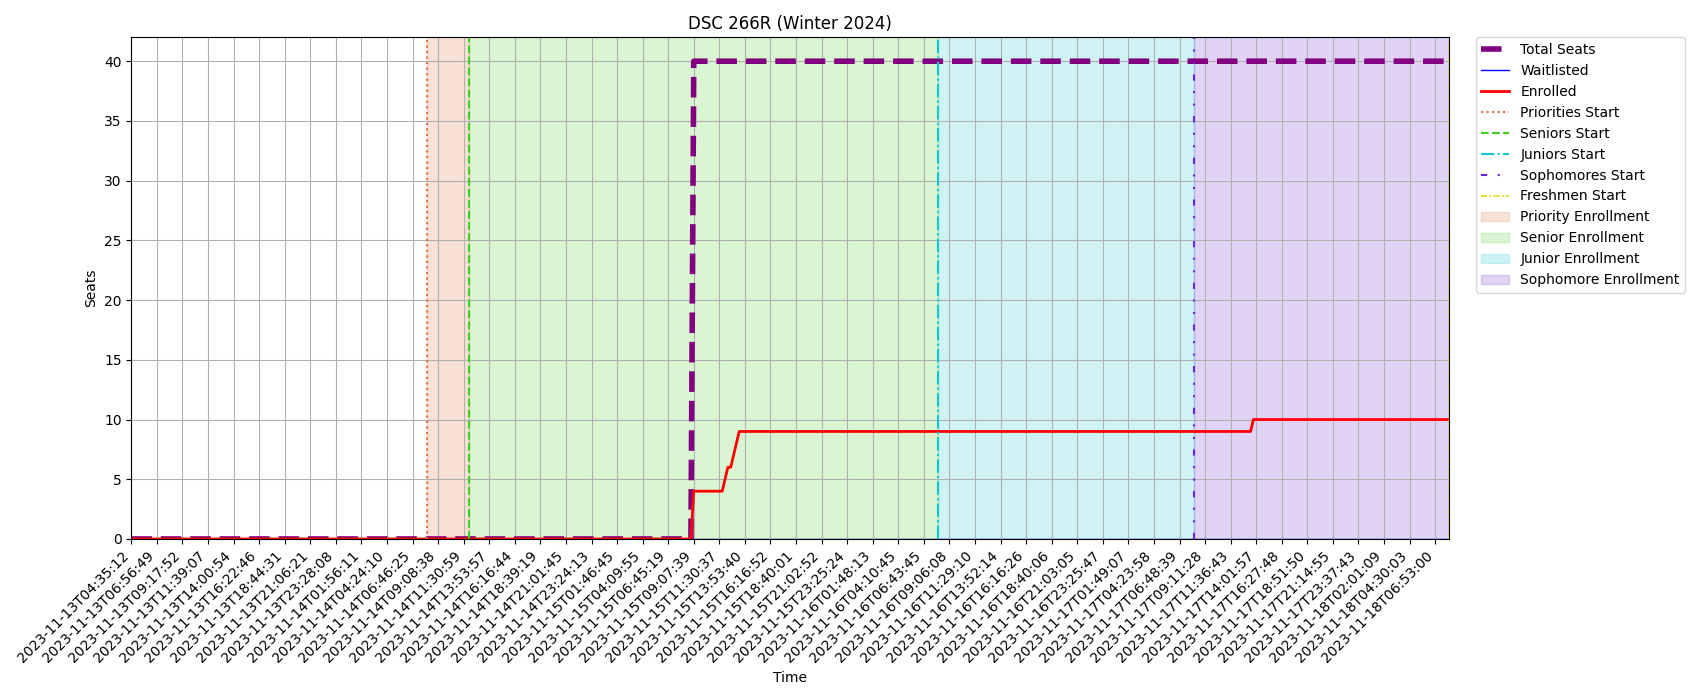 DSC 266R (Winter 2024)
Seats
40
35
30
25
20
15
10
5
0
2023-11-13T04:35:12
2023-11-13T06:56:49
2023-11-13T09:17:52
2023-11-13T11:39:07
2023-11-13T14:00:54
2023-11-13T16:22:46
2023-11-13T18:44:31
2023-11-13T21:06:21
2023-11-13T23:28:08
2023-11-14T01:56:11
2023-11-14T04:24:10
2023-11-14T06:46:25
2023-11-14T09:08:38
2023-11-14T11:30:59
2023-11-14T13:53:57
2023-11-14T16:16:44
2023-11-14T18:39:19
2023-11-14T21:01:45
2023-11-14T23:24:13
2023-11-15T01:46:45
2023-11-15T04:09:55
2023-11-15T06:45:19
2023-11-15T09:07:39
2023-11-15T11:30:37
2023-11-15T13:53:40
2023-11-15T16:16:52
2023-11-15T18:40:01
2023-11-15T21:02:52
2023-11-15T23:25:24
2023-11-16T01:48:13
2023-11-16T04:10:45
2023-11-16T06:43:45
2023-11-16T09:06:08
2023-11-16T11:29:10
2023-11-16T13:52:14
2023-11-16T16:16:26
2023-11-16T18:40:06
2023-11-16T21:03:05
2023-11-16T23:25:47
2023-11-17T01:49:07
2023-11-17T04:23:58
2023-11-17T06:48:39
2023-11-17T09:11:28
2023-11-17T11:36:43
2023-11-17T14:01:57
2023-11-17T16:27:48
2023-11-17T18:51:50
2023-11-17T21:14:55
2023-11-17T23:37:43
2023-11-18T02:01:09
2023-11-18T04:30:03
2023-11-18T06:53:00
Time
Total Seats
Waitlisted
Enrolled
Priorities Start
Seniors Start
Juniors Start
Sophomores Start
Freshmen Start
Priority Enrollment
Senior Enrollment
Junior Enrollment
Sophomore Enrollment